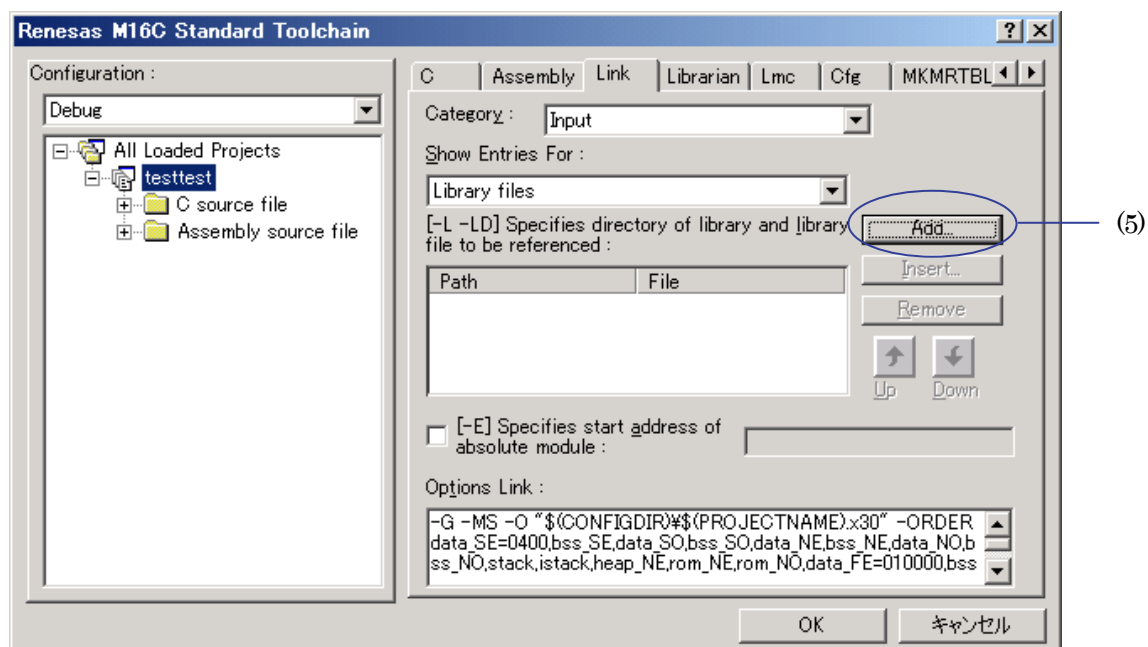 Renesas M16C Standard Toolchain
Configuration :
Debug
All Loaded Projects
testtest
C source file
Assembly source file
C Assembly Link Librarian Lmc Cfg MKMRTBL
Category : Input
Show Entries For :
Library files
[-L -LD] Specifies directory of library and library
file to be referenced :
Add...
(5)
Path File
Insert...
Remove
Up Down
[-E] Specifies start address of
absolute module :
Options Link :
-G -MS -O "$(CONFIGDIR)¥$(PROJECTNAME).x30" -ORDER
data_SE=0400,bss_SE,data_SO,bss_SO,data_NE,bss_NE,data_NO,b
ss_NO,stack,istack,heap_NE,rom_NE,rom_NO,data_FE=010000,bss
OK キャンセル